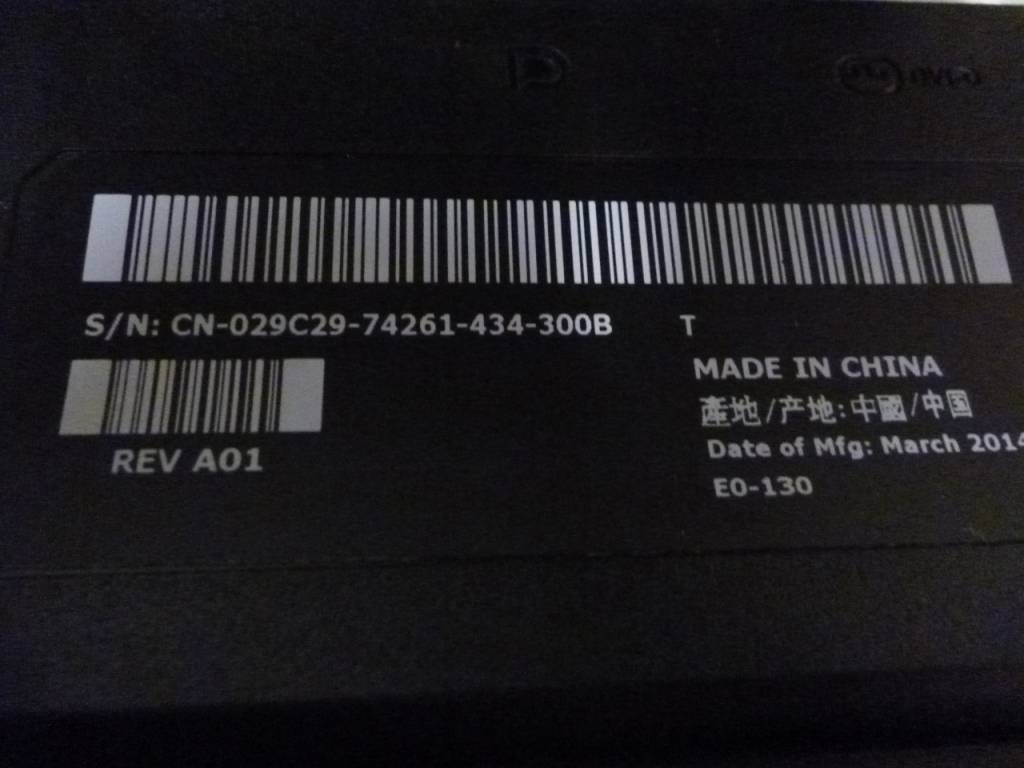 S/N: CN-029C29-74261-434-300B T
REV A01
MADE IN CHINA
產地/产地:中國/中国
Date of Mfg: March 2014
E0-130